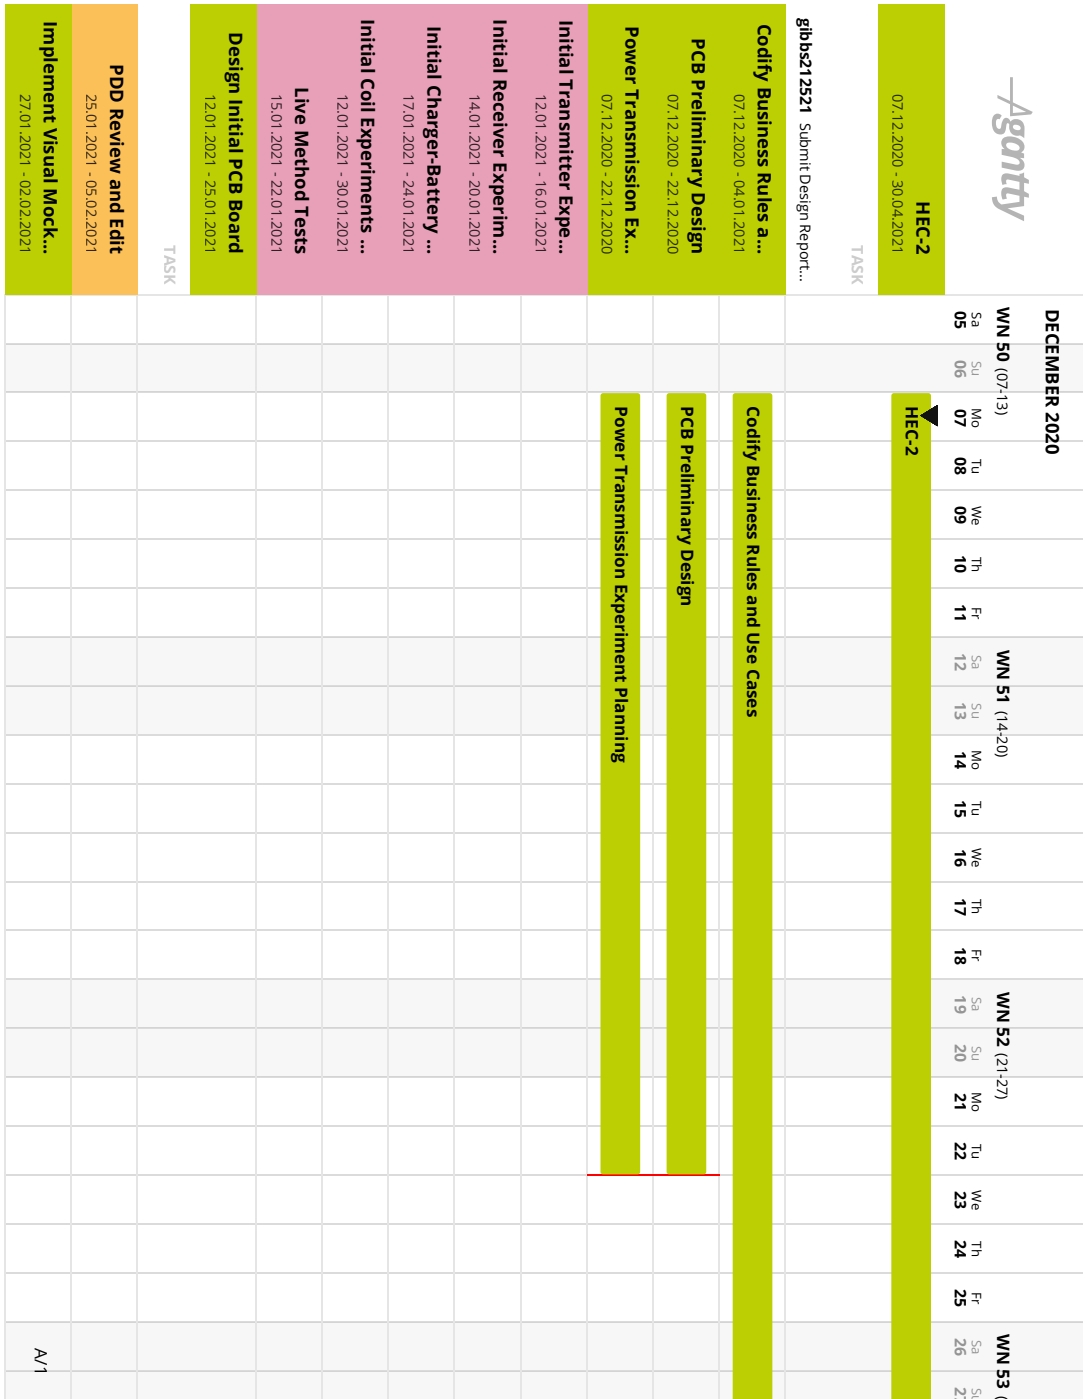 Agantty
DECEMBER 2020
WN 50 (07-13)
WN 51 (14-20)
WN 52 (21-27)
WN 53 (
Sa Su Mo Tu We Th Fr Sa Su Mo Tu We Th Fr Sa Su Mo Tu We Th Fr Sa Su
05 06 07 08 09 10 11 12 13 14 15 16 17 18 19 20 21 22 23 24 25 26
HEC-2
07.12.2020 - 30.04.2021
HEC-2
TASK
gibbs212521 Submit Design Report...
Codify Business Rules a...
07.12.2020 - 04.01.2021
Codify Business Rules and Use Cases
PCB Preliminary Design
07.12.2020 - 22.12.2020
PCB Preliminary Design
Power Transmission Ex...
07.12.2020 - 22.12.2020
Power Transmission Experiment Planning
Initial Transmitter Expe...
12.01.2021 - 16.01.2021
Initial Receiver Experim...
14.01.2021 - 20.01.2021
Initial Charger-Battery ...
17.01.2021 - 24.01.2021
Initial Coil Experiments ...
12.01.2021 - 30.01.2021
Live Method Tests
15.01.2021 - 22.01.2021
Design Initial PCB Board
12.01.2021 - 25.01.2021
TASK
PDD Review and Edit
25.01.2021 - 05.02.2021
Implement Visual Mock...
27.01.2021 - 02.02.2021
A/1